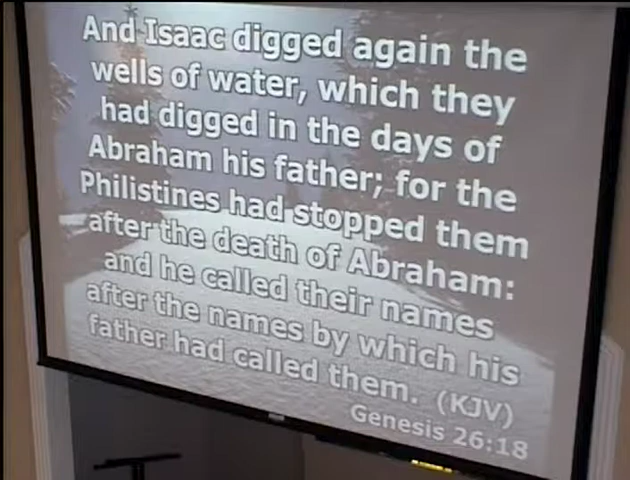 And Isaac digged again the
wells of water, which they
had digged in the days of
Abraham his father; for the
Philistines had stopped them
after the death of Abraham:
and he called their names
after the names by which his
father had called them. (KJV)
Genesis 26:18